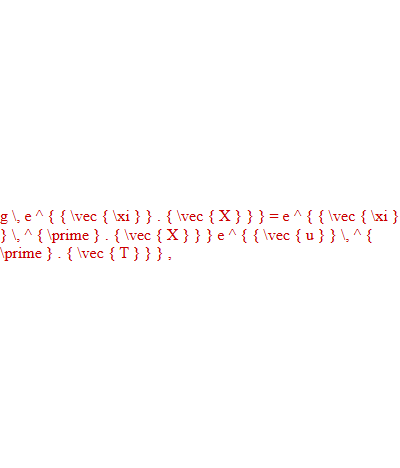 g \, e ^ { { \vec { \xi } } . { \vec { X } } } = e ^ { { \vec { \xi }
} \, ^ { \prime } . { \vec { X } } } e ^ { { \vec { u } } \, ^ {
\prime } . { \vec { T } } } ,